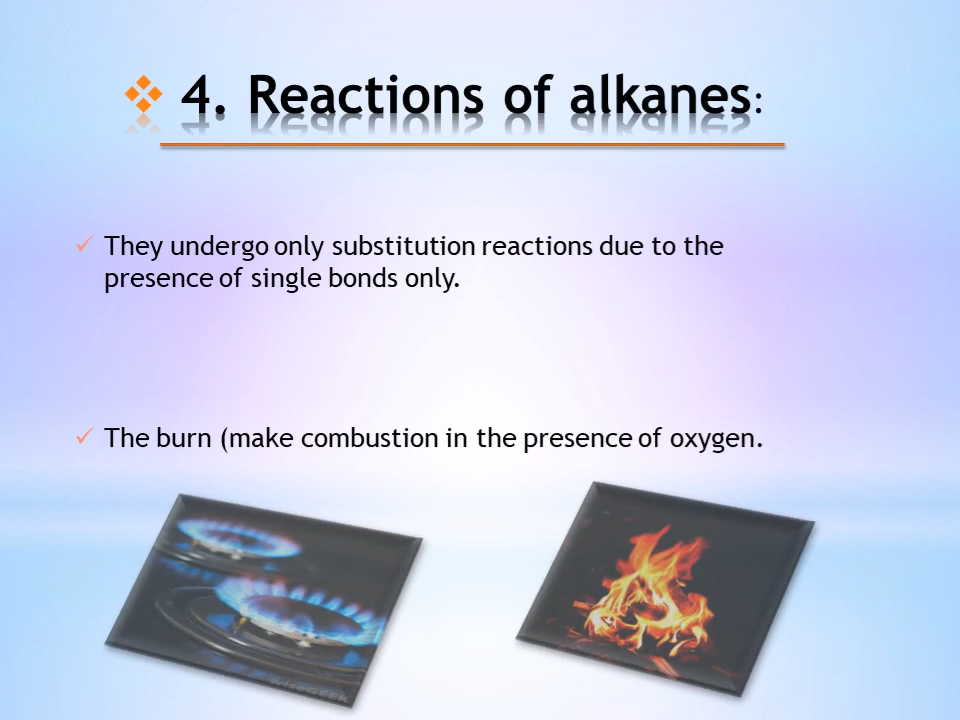 4. Reactions of alkanes:
They undergo only substitution reactions due to the
presence of single bonds only.
The burn (make combustion in the presence of oxygen.
wiseGEEK